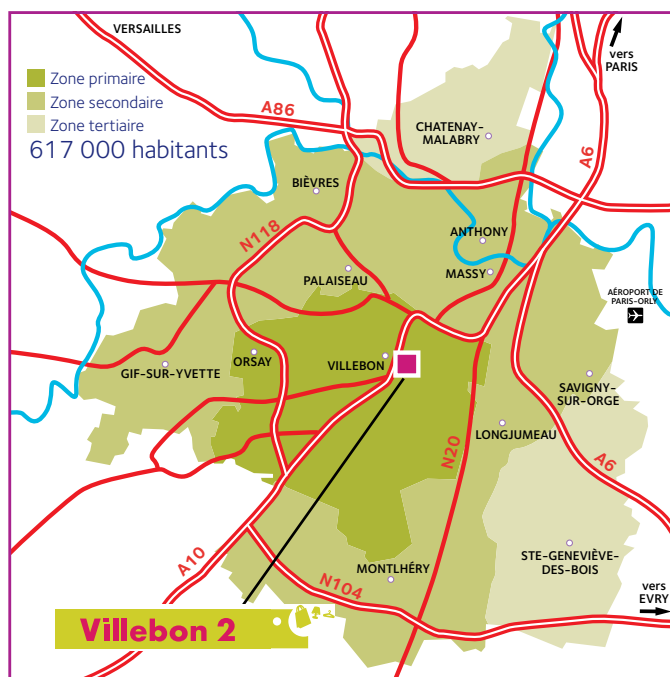 VERSAILLES
vers
PARIS
Zone primaire
Zone secondaire
Zone tertiaire
617 000 habitants
A86
CHATENAY-
MALABRY
A6
BIÈVRES
N118
ANTHONY
PALAISEAU
MASSY
AÉROPORT DE
PARIS-ORLY
ORSAY
VILLEBON
GIF-SUR-YVETTE
SAVIGNY-
SUR-ORGE
LONGJUMEAU
N20
A6
A10
MONTLHÉRY
STE-GENEVIÈVE-
DES-BOIS
N104
vers
EVRY
Villebon 2